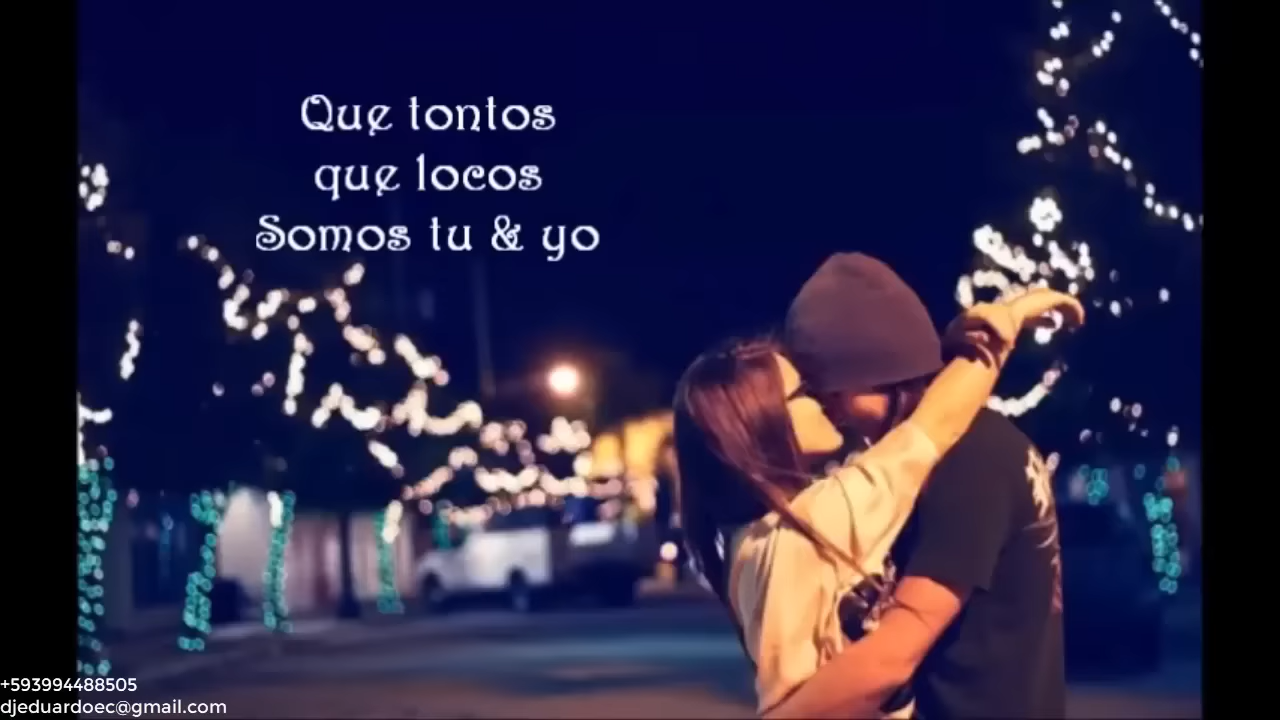 Que tontos
que locos
Somos tu & yo
+593994488505
djeduardoec@gmail.com